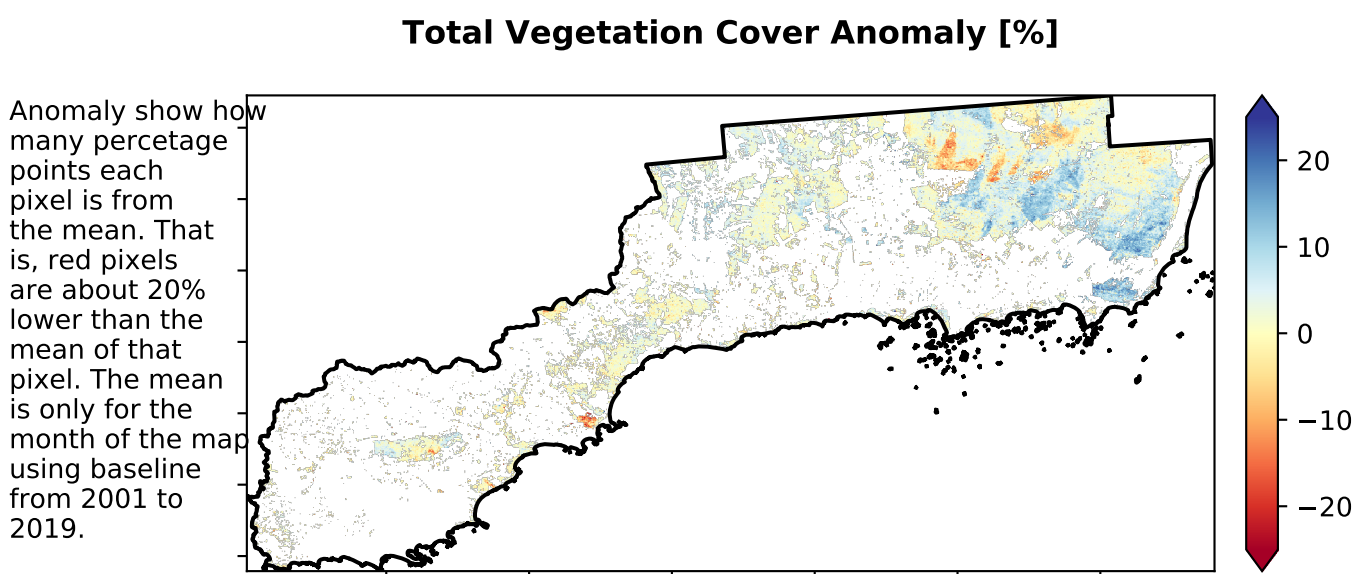 Total Vegetation Cover Anomaly [%]
Anomaly show how
many percetage
points each
pixel is from
the mean. That
is, red pixels
are about 20%
lower than the
mean of that
pixel. The mean
is only for the
month of the map
using baseline
from 2001 to
2019.
20
10
0
−10
−20